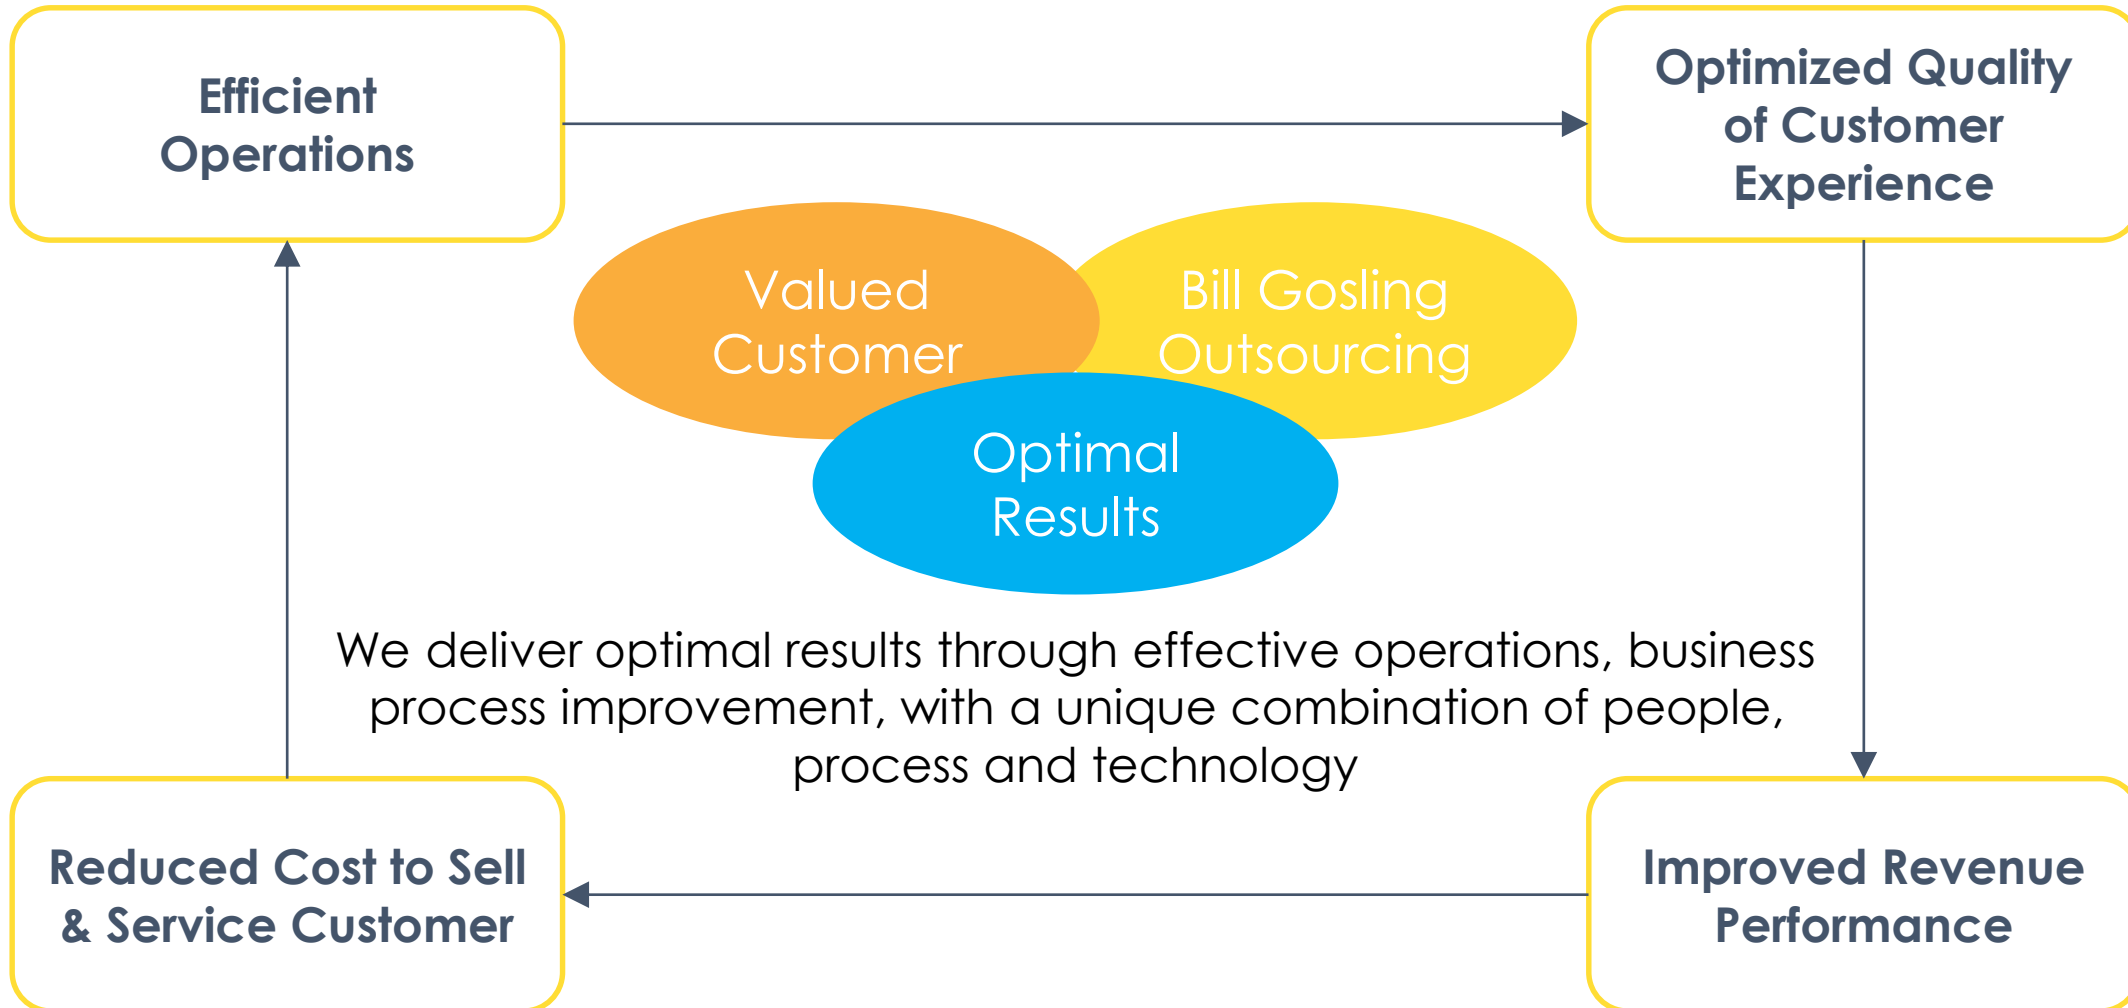 Efficient
Operations
Optimized Quality
of Customer
Experience
Valued
Customer
Bill Gosling
Outsourcing
Optimal
Results
We deliver optimal results through effective operations, business
process improvement, with a unique combination of people,
process and technology
Reduced Cost to Sell
& Service Customer
Improved Revenue
Performance